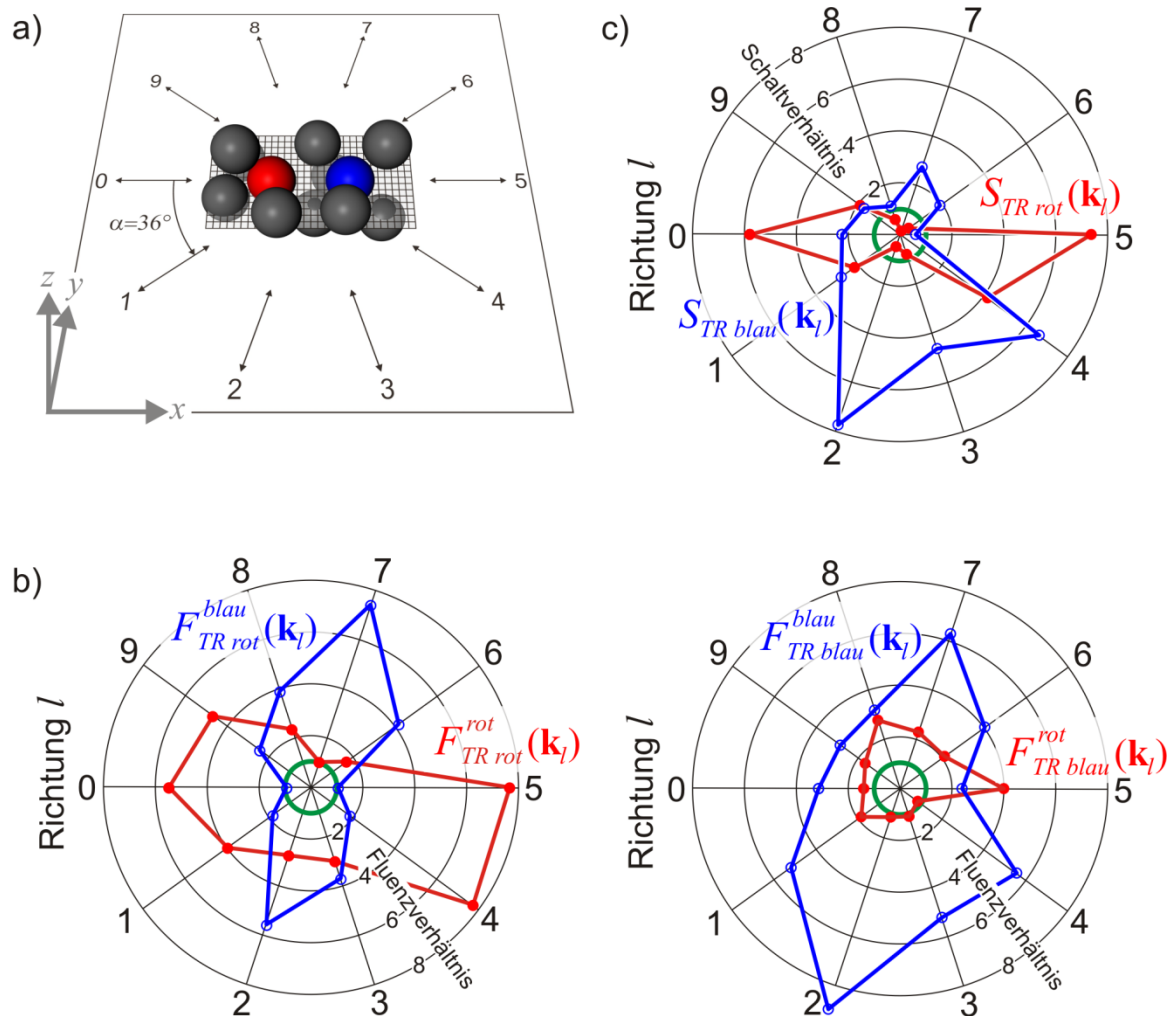 a)
8
7
9
6
0
5
α=36°
1
4
2
3
z
y
x
c)
8
7
9
6
0
5
1
4
2
3
8
6
4
2
Schaltverhältnis
Richtung l
S_TR rot(k_l)
S_TR blau(k_l)
b)
8
7
9
6
0
5
1
4
2
3
2
4
6
8
Fluenzverhältnis
Richtung l
F^blau_TR rot(k_l)
F^rot_TR rot(k_l)
8
7
9
6
0
5
1
4
2
3
2
4
6
8
Fluenzverhältnis
Richtung l
F^blau_TR blau(k_l)
F^rot_TR blau(k_l)